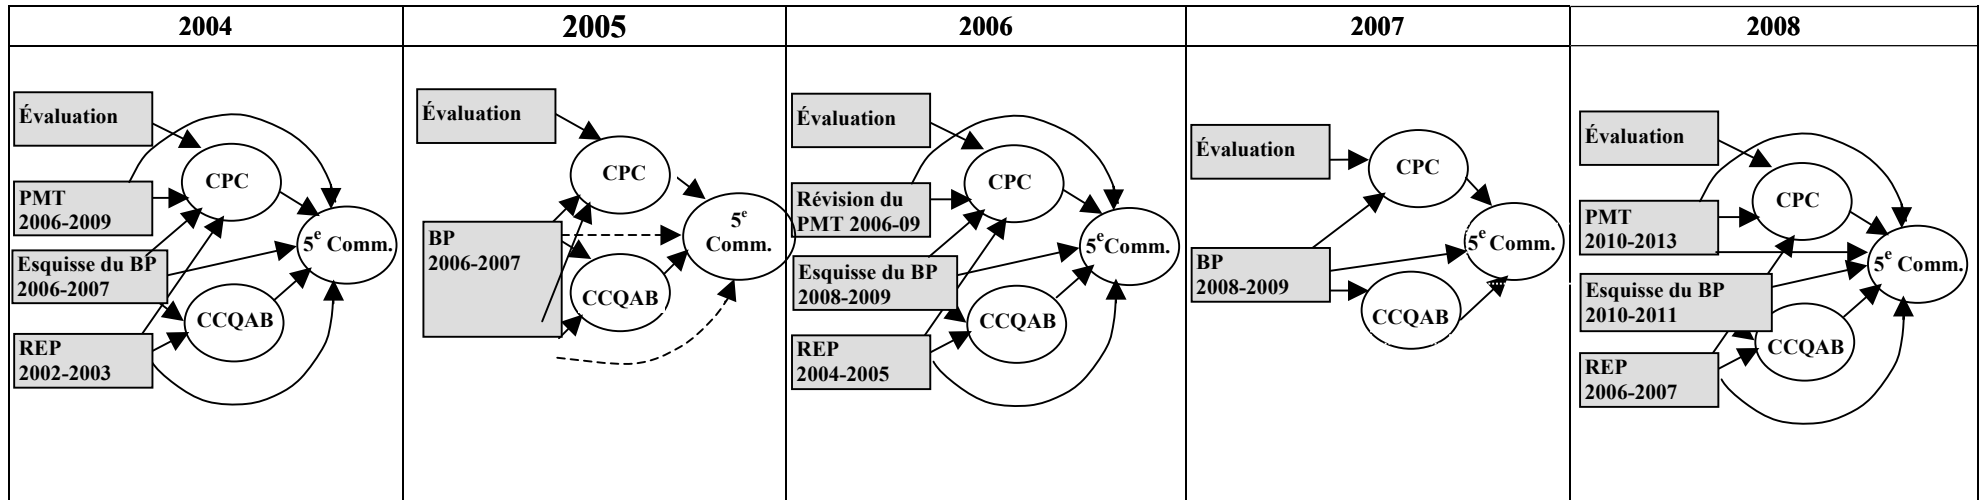 2004
2005
2006
2007
2008
Évaluation
CPC
PMT
2006-2009
5e Comm.
Esquisse du BP
2006-2007
CCQAB
REP
2002-2003
Évaluation
CPC
5e
Comm.
BP
2006-2007
CCQAB
Évaluation
CPC
Révision du
PMT 2006-09
5e Comm.
Esquisse du BP
2008-2009
CCQAB
REP
2004-2005
Évaluation
CPC
5e Comm.
BP
2008-2009
CCQAB
Évaluation
CPC
PMT
2010-2013
5e Comm.
Esquisse du BP
2010-2011
CCQAB
REP
2006-2007